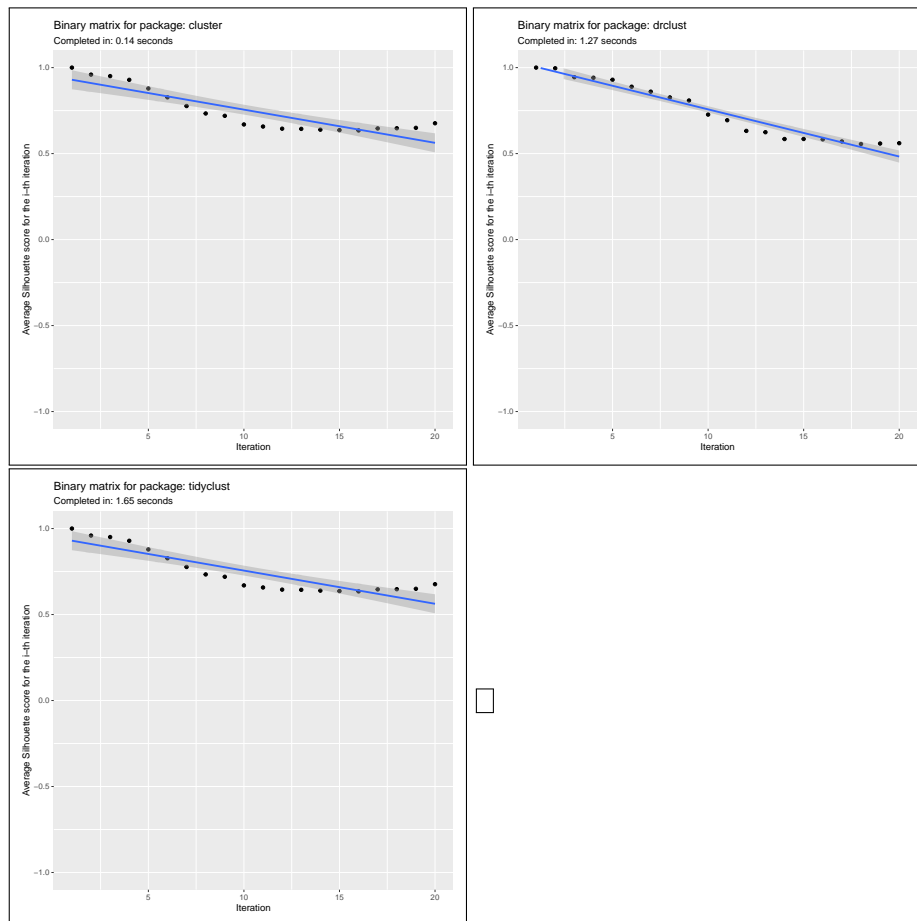 Binary matrix for package: cluster
Completed in: 0.14 seconds
1.0
0.5
0.0
−0.5
−1.0
Average Silhouette score for the i−th iteration
5 10 15 20
Iteration
Binary matrix for package: drclust
Completed in: 1.27 seconds
1.0
0.5
0.0
−0.5
−1.0
Average Silhouette score for the i−th iteration
5 10 15 20
Iteration
Binary matrix for package: tidyclust
Completed in: 1.65 seconds
1.0
0.5
0.0
−0.5
−1.0
Average Silhouette score for the i−th iteration
5 10 15 20
Iteration